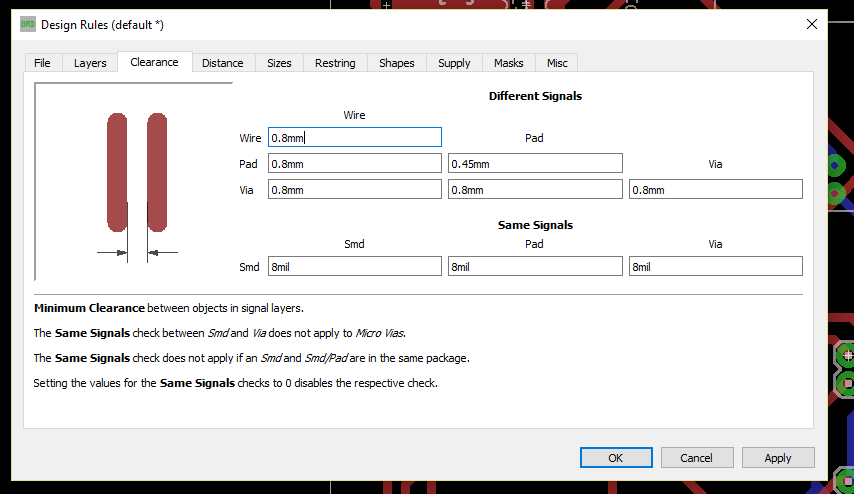 Design Rules (default *)
File Layers Clearance Distance Sizes Restring Shapes Supply Masks Misc
Different Signals
Wire
Wire 0.8mm Pad
Pad 0.8mm 0.45mm Via
Via 0.8mm 0.8mm 0.8mm
Same Signals
Smd Pad Via
Smd 8mil 8mil 8mil
Minimum Clearance between objects in signal layers.
The Same Signals check between Smd and Via does not apply to Micro Vias.
The Same Signals check does not apply if an Smd and Smd/Pad are in the same package.
Setting the values for the Same Signals checks to 0 disables the respective check.
OK Cancel Apply